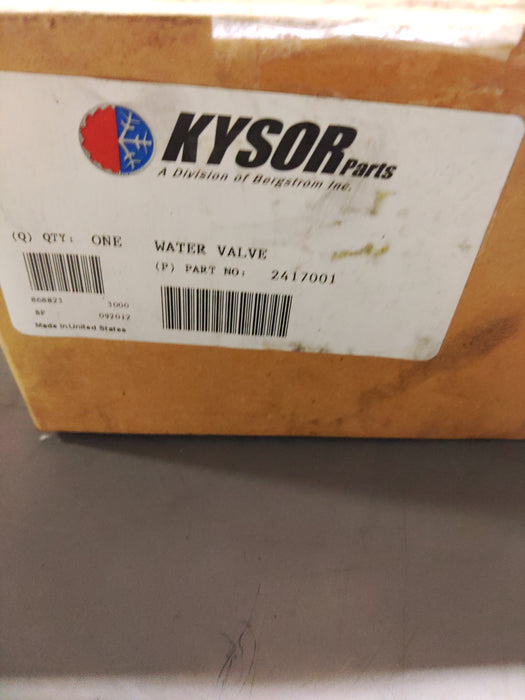 KYSOR Parts
A Division of Bergstrom Inc.
(Q) QTY: ONE WATER VALVE
(P) PART NO: 2417001
808823 1000
BP 092012
Made in United States